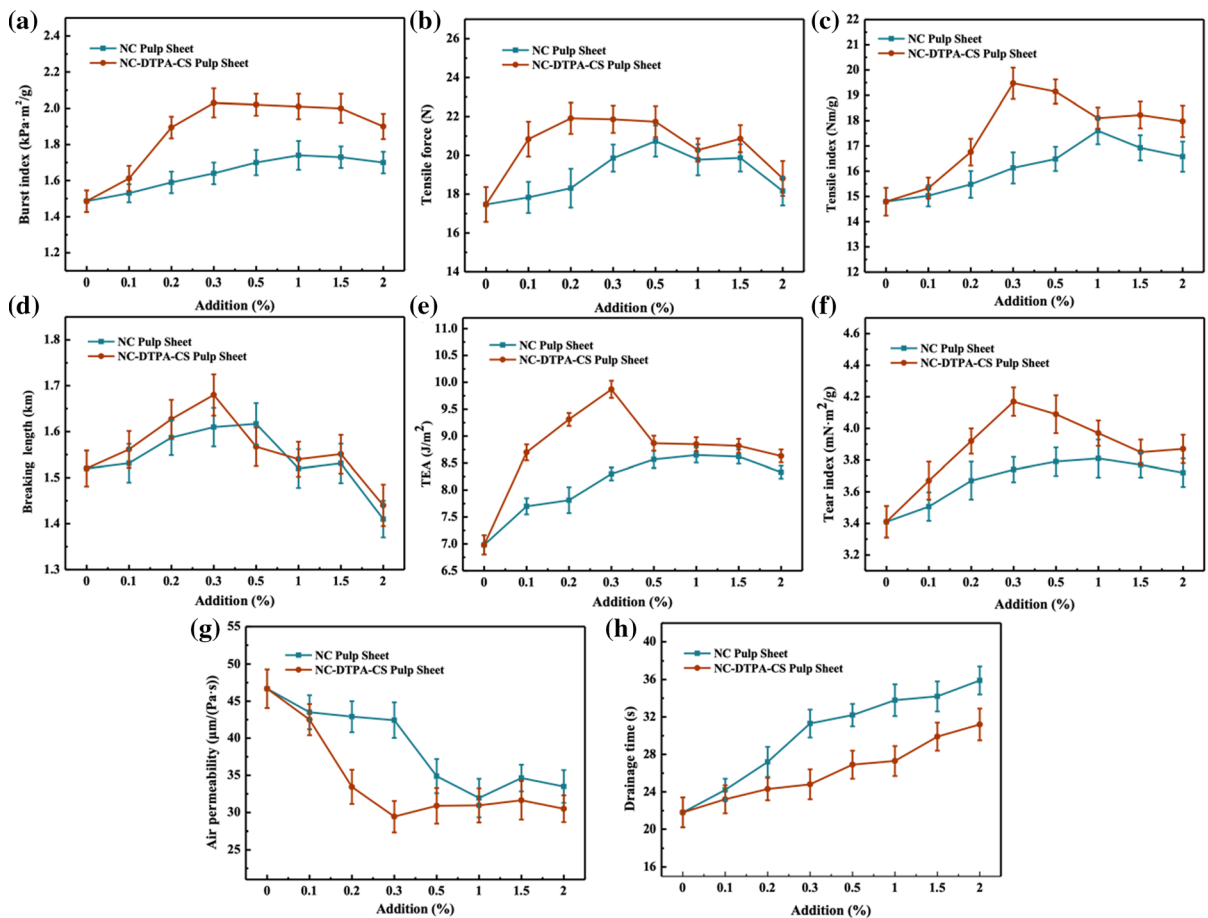 (a)
NC Pulp Sheet
NC-DTPA-CS Pulp Sheet
Burst index (kPa·m²/g)
2.4
2.2
2.0
1.8
1.6
1.4
1.2
0 0.1 0.2 0.3 0.5 1 1.5 2
Addition (%)
(b)
NC Pulp Sheet
NC-DTPA-CS Pulp Sheet
Tensile force (N)
26
24
22
20
18
16
14
0 0.1 0.2 0.3 0.5 1 1.5 2
Addition (%)
(c)
NC Pulp Sheet
NC-DTPA-CS Pulp Sheet
Tensile index (Nm/g)
22
21
20
19
18
17
16
15
14
13
12
0 0.1 0.2 0.3 0.5 1 1.5 2
Addition (%)
(d)
NC Pulp Sheet
NC-DTPA-CS Pulp Sheet
Breaking length (km)
1.8
1.7
1.6
1.5
1.4
1.3
0 0.1 0.2 0.3 0.5 1 1.5 2
Addition (%)
(e)
NC Pulp Sheet
NC-DTPA-CS Pulp Sheet
TEA (J/m²)
11.0
10.5
10.0
9.5
9.0
8.5
8.0
7.5
7.0
6.5
0 0.1 0.2 0.3 0.5 1 1.5 2
Addition (%)
(f)
NC Pulp Sheet
NC-DTPA-CS Pulp Sheet
Tear index (mN·m²/g)
4.6
4.4
4.2
4.0
3.8
3.6
3.4
3.2
0 0.1 0.2 0.3 0.5 1 1.5 2
Addition (%)
(g)
NC Pulp Sheet
NC-DTPA-CS Pulp Sheet
Air permeability (μm/(Pa·s))
55
50
45
40
35
30
25
0 0.1 0.2 0.3 0.5 1 1.5 2
Addition (%)
(h)
NC Pulp Sheet
NC-DTPA-CS Pulp Sheet
Drainage time (s)
40
36
32
28
24
20
16
0 0.1 0.2 0.3 0.5 1 1.5 2
Addition (%)